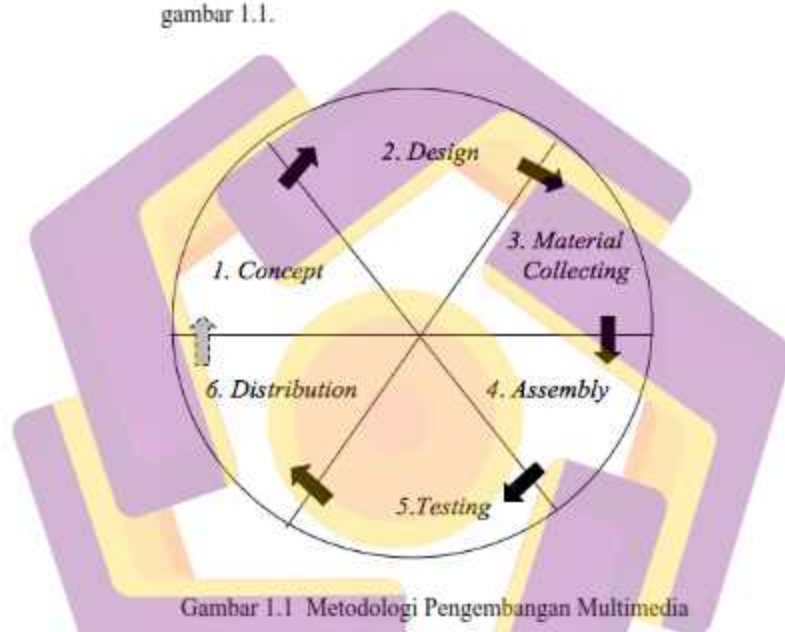 gambar 1.1.
2. Design
3. Material
Collecting
1. Concept
6. Distribution
4. Assembly
5.Testing
Gambar 1.1 Metodologi Pengembangan Multimedia